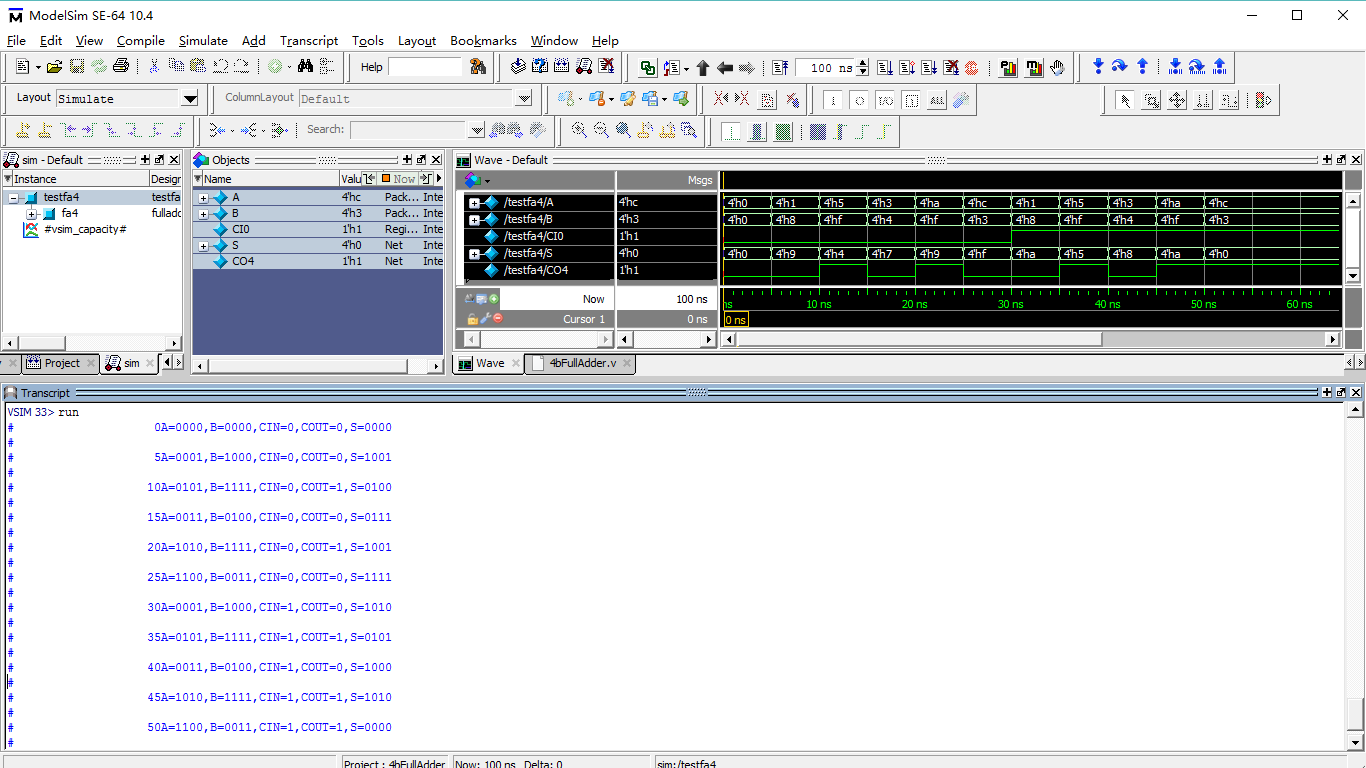 ModelSim SE-64 10.4
File Edit View Compile Simulate Add Transcript Tools Layout Bookmarks Window Help
Help 100 ns
Layout Simulate ColumnLayout Default ALL
Search:
sim - Default Objects Wave - Default
Instance Design Name Valu Now Msgs
testfa4 testfa
fa4 fulladc
#vsim_capacity#
A 4'hc Pack... Inte
B 4'h3 Pack... Inte
CI0 1'h1 Regi... Inte
S 4'h0 Net Inte
CO4 1'h1 Net Inte
/testfa4/A 4'hc 4'h0 4'h1 4'h5 4'h3 4'ha 4'hc 4'h1 4'h5 4'h3 4'ha 4'hc
/testfa4/B 4'h3 4'h0 4'h8 4'hf 4'h4 4'hf 4'h3 4'h8 4'hf 4'h4 4'hf 4'h3
/testfa4/CI0 1'h1
/testfa4/S 4'h0 4'h0 4'h9 4'h4 4'h7 4'h9 4'hf 4'ha 4'h5 4'h8 4'ha 4'h0
/testfa4/CO4 1'h1
Now 100 ns ns 10 ns 20 ns 30 ns 40 ns 50 ns 60 ns
Cursor 1 0 ns 0 ns
Project sim Wave 4bFullAdder.v
Transcript
VSIM 33> run
# 0A=0000,B=0000,CIN=0,COUT=0,S=0000
#
# 5A=0001,B=1000,CIN=0,COUT=0,S=1001
#
# 10A=0101,B=1111,CIN=0,COUT=1,S=0100
#
# 15A=0011,B=0100,CIN=0,COUT=0,S=0111
#
# 20A=1010,B=1111,CIN=0,COUT=1,S=1001
#
# 25A=1100,B=0011,CIN=0,COUT=0,S=1111
#
# 30A=0001,B=1000,CIN=1,COUT=0,S=1010
#
# 35A=0101,B=1111,CIN=1,COUT=1,S=0101
#
# 40A=0011,B=0100,CIN=1,COUT=0,S=1000
#
# 45A=1010,B=1111,CIN=1,COUT=1,S=1010
#
# 50A=1100,B=0011,CIN=1,COUT=1,S=0000
#
Project : 4bFullAdder Now: 100 ns Delta: 0 sim:/testfa4